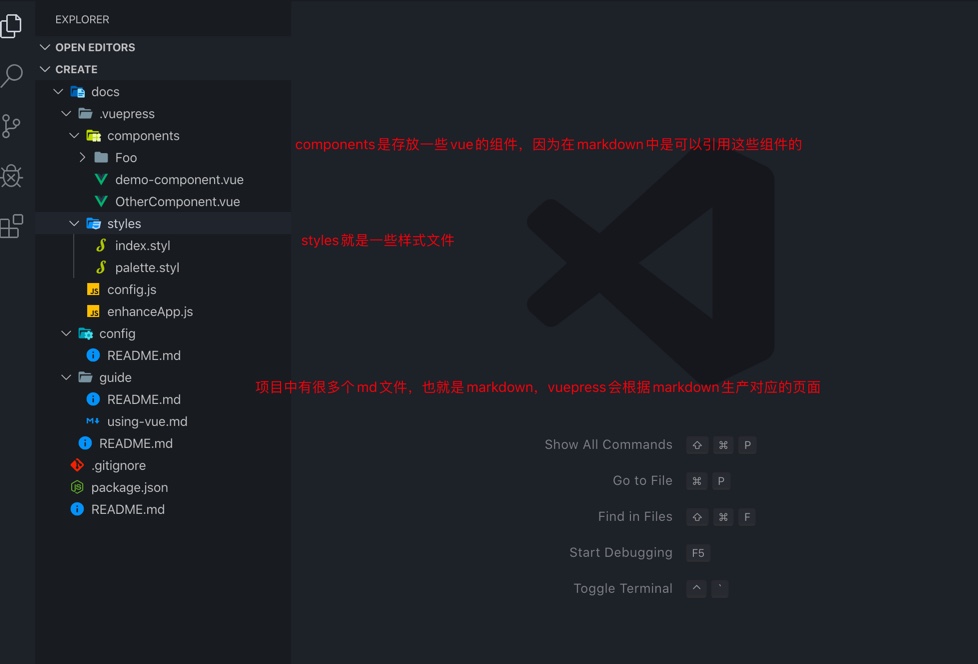 EXPLORER
OPEN EDITORS
CREATE
docs
.vuepress
components
components是存放一些vue的组件，因为在markdown中是可以引用这些组件的
Foo
demo-component.vue
OtherComponent.vue
styles
styles就是一些样式文件
index.styl
palette.styl
JS config.js
JS enhanceApp.js
config
README.md
guide
项目中有很多个md文件，也就是markdown，vuepress会根据markdown生产对应的页面
README.md
M↓ using-vue.md
README.md
Show All Commands ⇧ ⌘ P
.gitignore
Go to File ⌘ P
package.json
README.md
Find in Files ⇧ ⌘ F
Start Debugging F5
Toggle Terminal ^ `